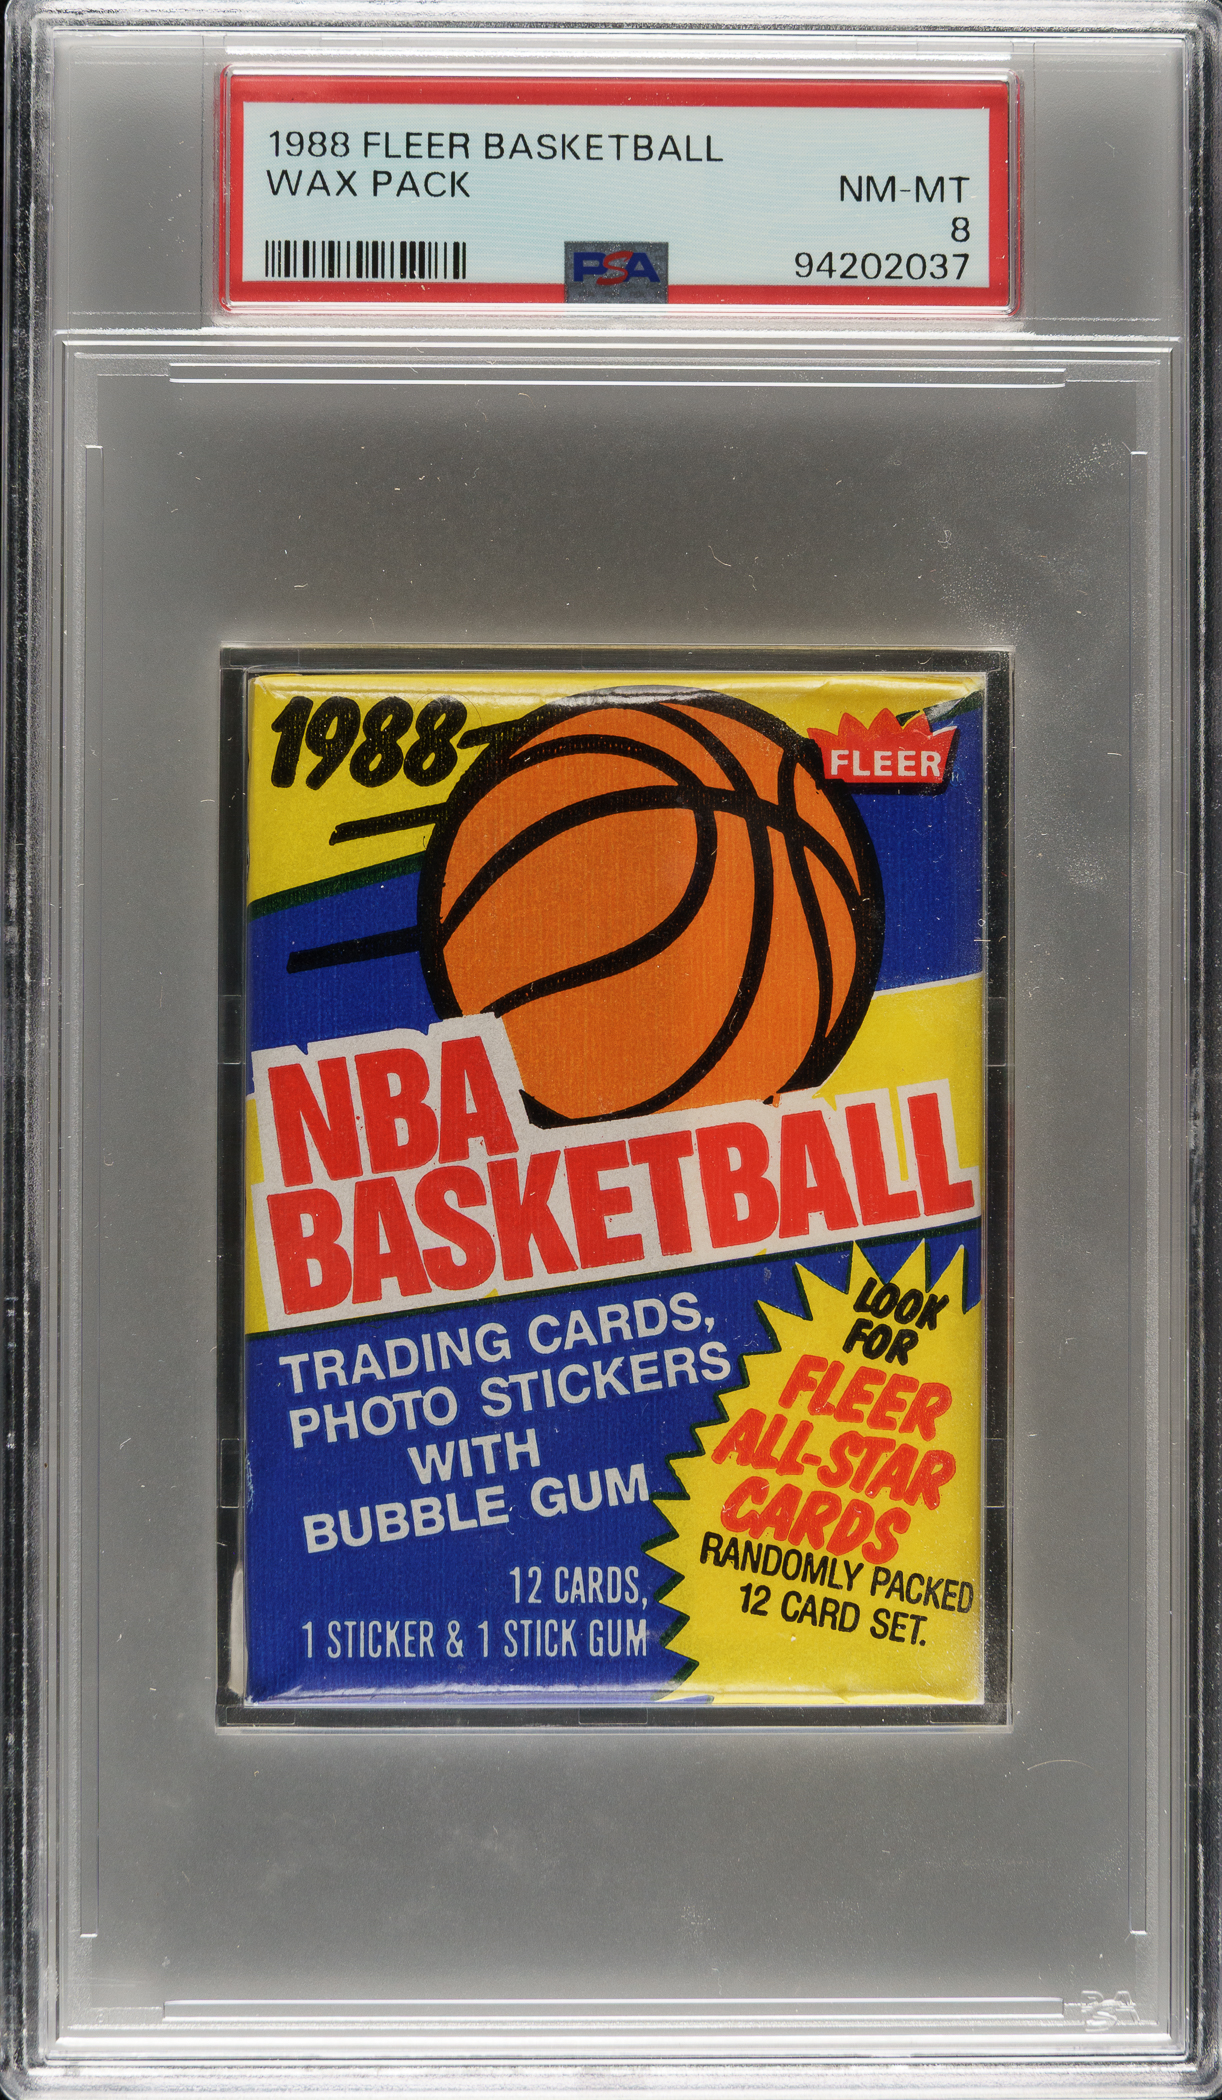 1988 FLEER BASKETBALL
WAX PACK
NM-MT
8
PSA
94202037
1988
FLEER
NBA
BASKETBALL
TRADING CARDS,
PHOTO STICKERS
WITH
BUBBLE GUM
12 CARDS,
1 STICKER & 1 STICK GUM
LOOK
FOR
FLEER
ALL-STAR
CARDS
RANDOMLY PACKED
12 CARD SET.
PSA